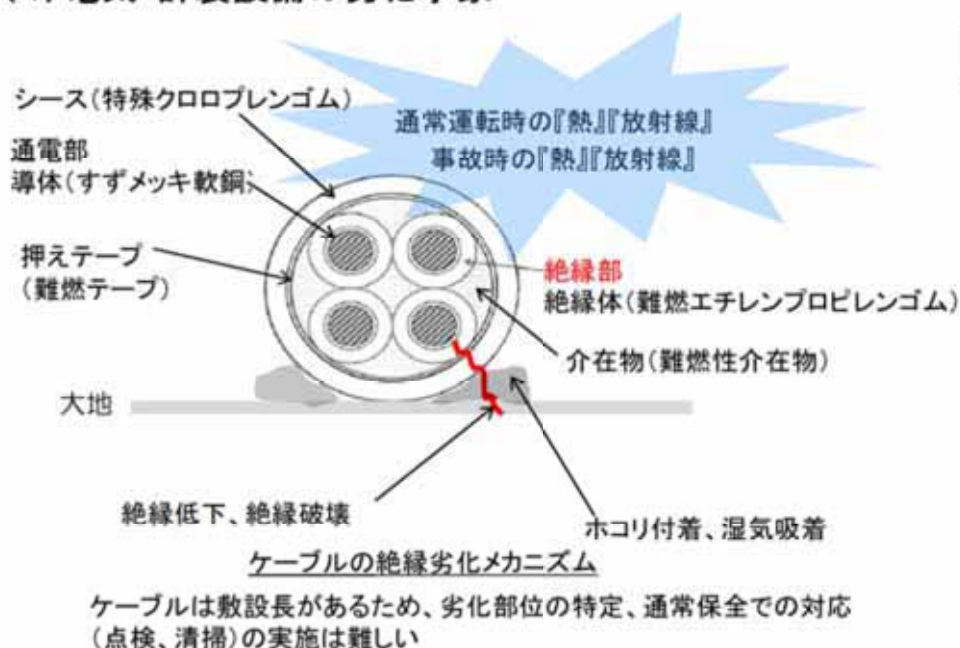 シース(特殊クロロプレンゴム)
通電部
導体(すずメッキ軟銅)
押えテープ
(難燃テープ)
通常運転時の『熱』『放射線』
事故時の『熱』『放射線』
絶縁部
絶縁体(難燃エチレンプロピレンゴム)
介在物(難燃性介在物)
大地
絶縁低下、絶縁破壊
ホコリ付着、湿気吸着
ケーブルの絶縁劣化メカニズム
ケーブルは敷設長があるため、劣化部位の特定、通常保全での対応
(点検、清掃)の実施は難しい